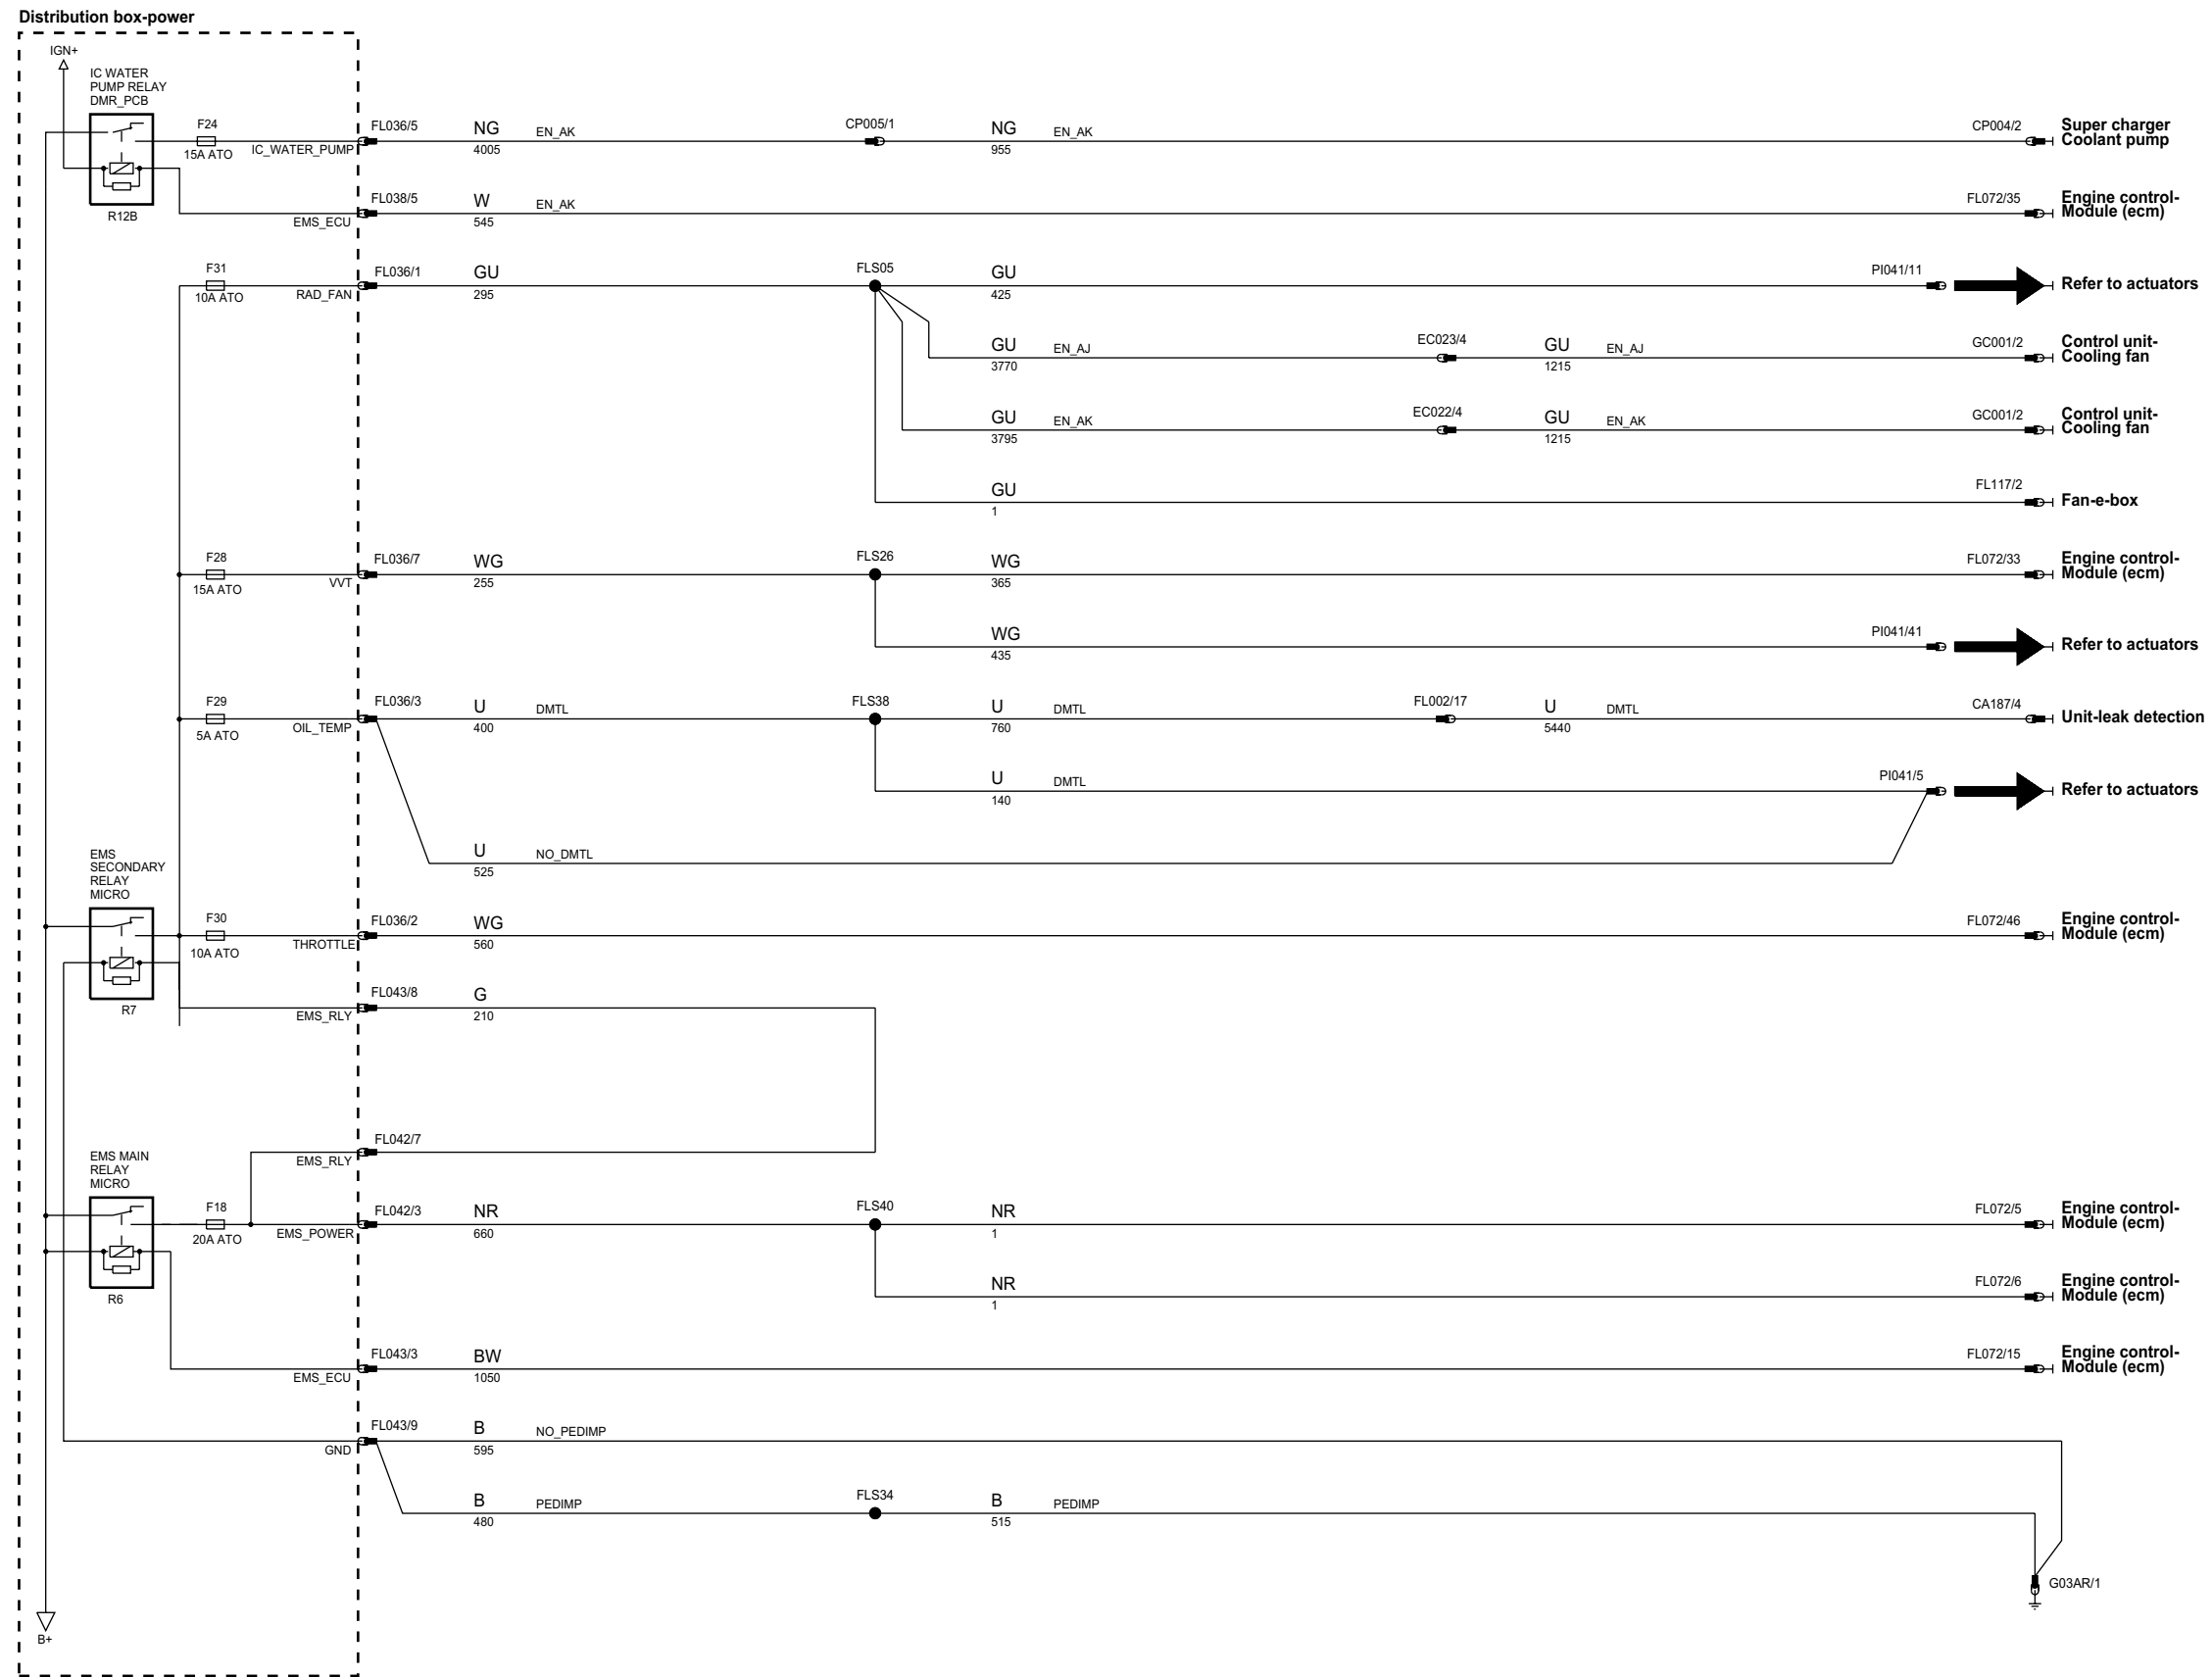 Distribution box-power
IGN+
IC WATER
PUMP RELAY
DMR_PCB
R12B
F24
15A ATO
IC_WATER_PUMP
FL036/5
NG
4005
EN_AK
CP005/1
NG
955
EN_AK
CP004/2
Super charger
Coolant pump
EMS_ECU
FL038/5
W
545
EN_AK
FL072/35
Engine control-
Module (ecm)
F31
10A ATO
RAD_FAN
FL036/1
GU
295
FLS05
GU
425
PI041/11
Refer to actuators
GU
3770
EN_AJ
EC023/4
GU
1215
EN_AJ
GC001/2
Control unit-
Cooling fan
GU
3795
EN_AK
EC022/4
GU
1215
EN_AK
GC001/2
Control unit-
Cooling fan
GU
1
FL117/2
Fan-e-box
F28
15A ATO
VVT
FL036/7
WG
255
FLS26
WG
365
FL072/33
Engine control-
Module (ecm)
WG
435
PI041/41
Refer to actuators
F29
5A ATO
OIL_TEMP
FL036/3
U
400
DMTL
FLS38
U
760
DMTL
FL002/17
U
5440
DMTL
CA187/4
Unit-leak detection
U
140
DMTL
PI041/5
Refer to actuators
U
525
NO_DMTL
EMS
SECONDARY
RELAY
MICRO
R7
F30
10A ATO
THROTTLE
FL036/2
WG
560
FL072/46
Engine control-
Module (ecm)
EMS_RLY
FL043/8
G
210
EMS_RLY
FL042/7
EMS MAIN
RELAY
MICRO
R6
F18
20A ATO
EMS_POWER
FL042/3
NR
660
FLS40
NR
1
FL072/5
Engine control-
Module (ecm)
NR
1
FL072/6
Engine control-
Module (ecm)
EMS_ECU
FL043/3
BW
1050
FL072/15
Engine control-
Module (ecm)
GND
FL043/9
B
595
NO_PEDIMP
B
480
PEDIMP
FLS34
B
515
PEDIMP
G03AR/1
B+